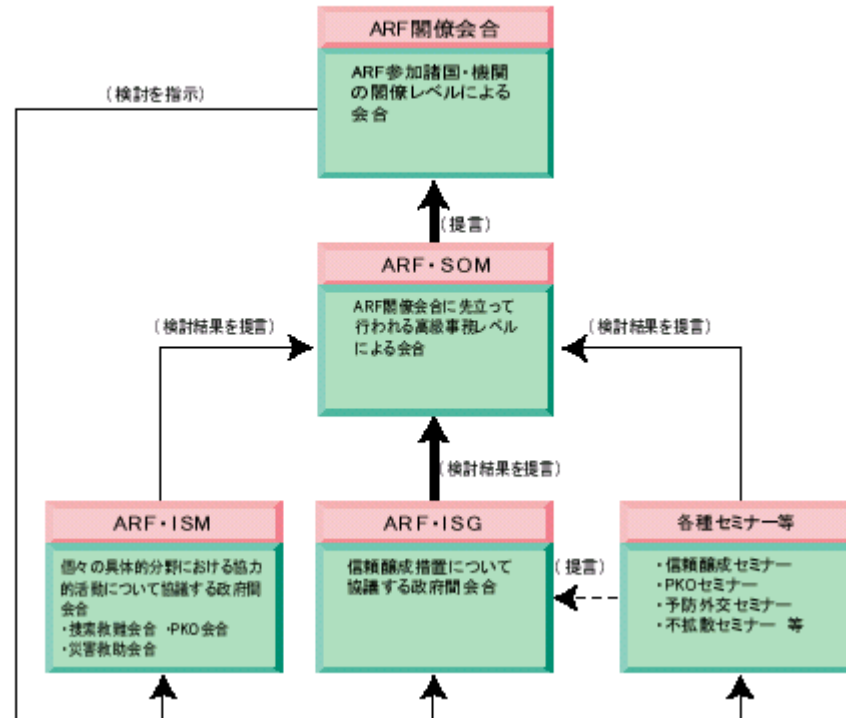 ARF閣僚会合
ARF参加諸国・機関
の閣僚レベルによる
会合
(検討を指示)
(提言)
ARF・SOM
ARF閣僚会合に先立って
行われる高級事務レベル
による会合
(検討結果を提言)
(検討結果を提言)
(検討結果を提言)
ARF・ISM
個々の具体的分野における協力
的活動について協議する政府間
会合
・捜索救難会合 ・PKO会合
・災害救助会合
ARF・ISG
信頼醸成措置について
協議する政府間会合
(提言)
各種セミナー等
・信頼醸成セミナー
・PKOセミナー
・予防外交セミナー
・不拡散セミナー 等